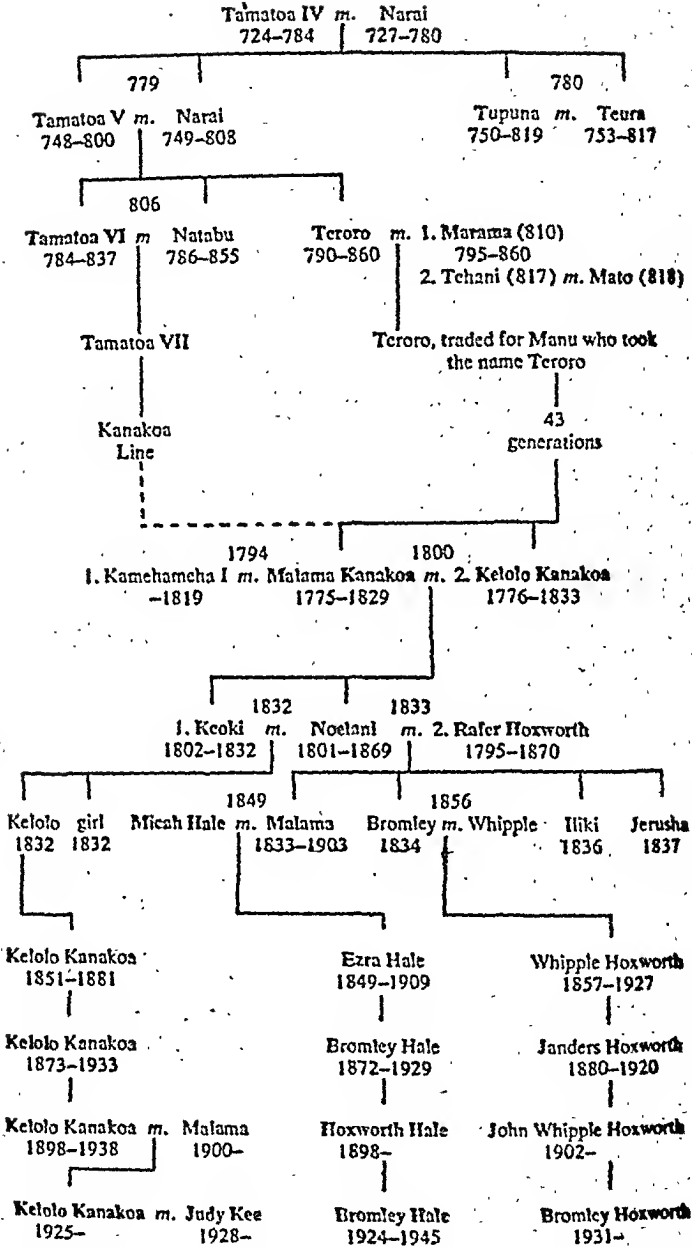 Tamatoa IV m. Narai
724–784 727–780
779 780
Tamatoa V m. Narai Tupuna m. Teura
748–800 749–808 750–819 753–817
806
Tamatoa VI m Natabu Teroro m. 1. Marama (810)
784–837 786–855 790–860 795–860
2. Tehani (817) m. Mato (818)
Tamatoa VII Teroro, traded for Manu who took
the name Teroro
Kanakoa 43
Line generations
1794 1800
1. Kamehameha I m. Malama Kanakoa m. 2. Kelolo Kanakoa
–1819 1775–1829 1776–1833
1832 1833
1. Keoki m. Noelani m. 2. Rafer Hoxworth
1802–1832 1801–1869 1795–1870
1849 1856
Kelolo girl Micah Hale m. Malama Bromley m. Whipple Iliki Jerusha
1832 1832 1833–1903 1834 1836 1837
Kelolo Kanakoa Ezra Hale Whipple Hoxworth
1851–1881 1849–1909 1857–1927
Kelolo Kanakoa Bromley Hale Janders Hoxworth
1873–1933 1872–1929 1880–1920
Kelolo Kanakoa m. Malama Hoxworth Hale John Whipple Hoxworth
1898–1938 1900– 1898– 1902–
Kelolo Kanakoa m. Judy Kee Bromley Hale Bromley Hoxworth
1925– 1928– 1924–1945 1931–